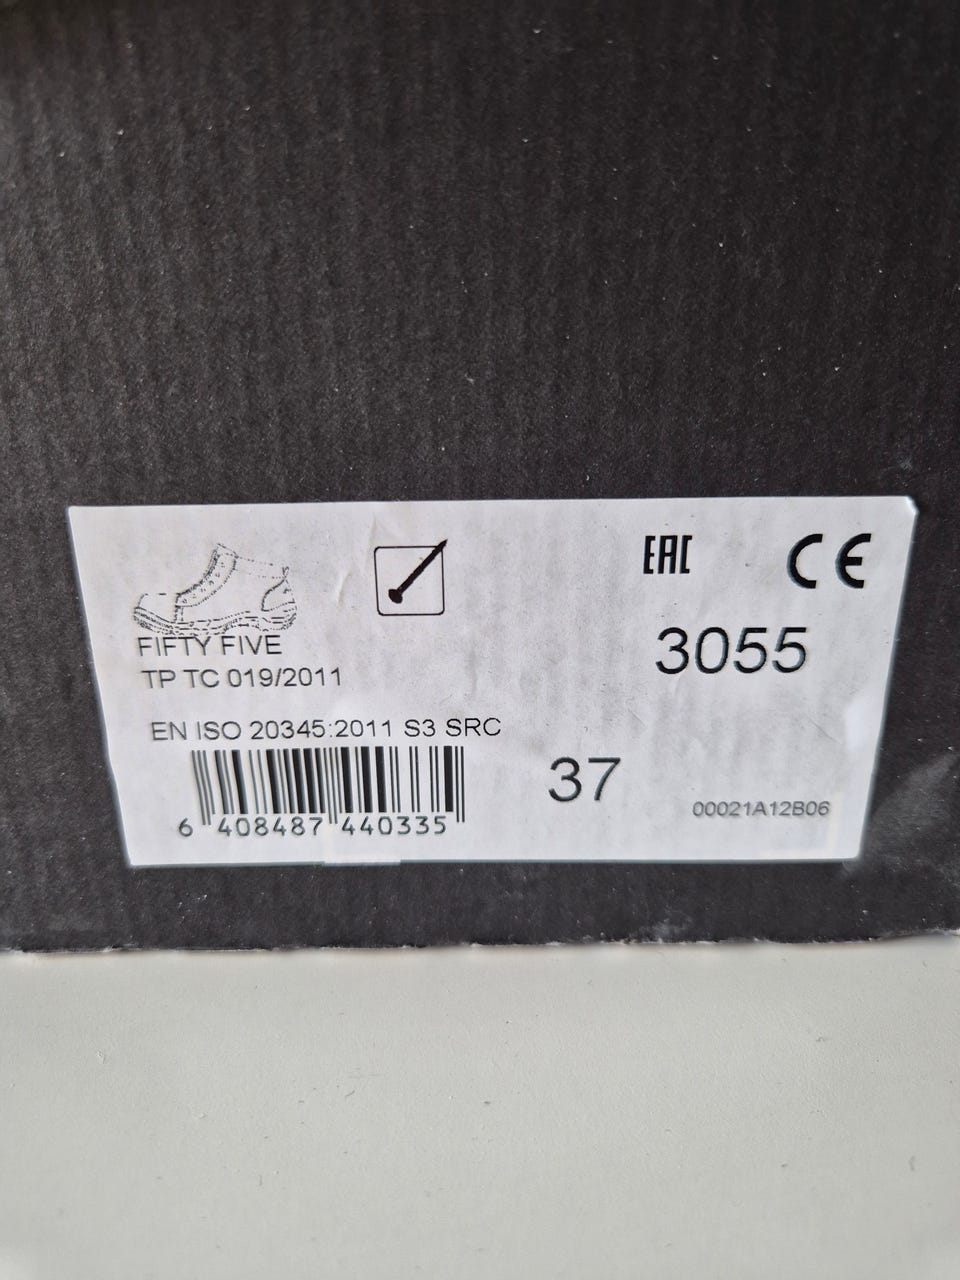 EAC CE
FIFTY FIVE
3055
TP TC 019/2011
EN ISO 20345:2011 S3 SRC
37
00021A12B06
6 408487 440335